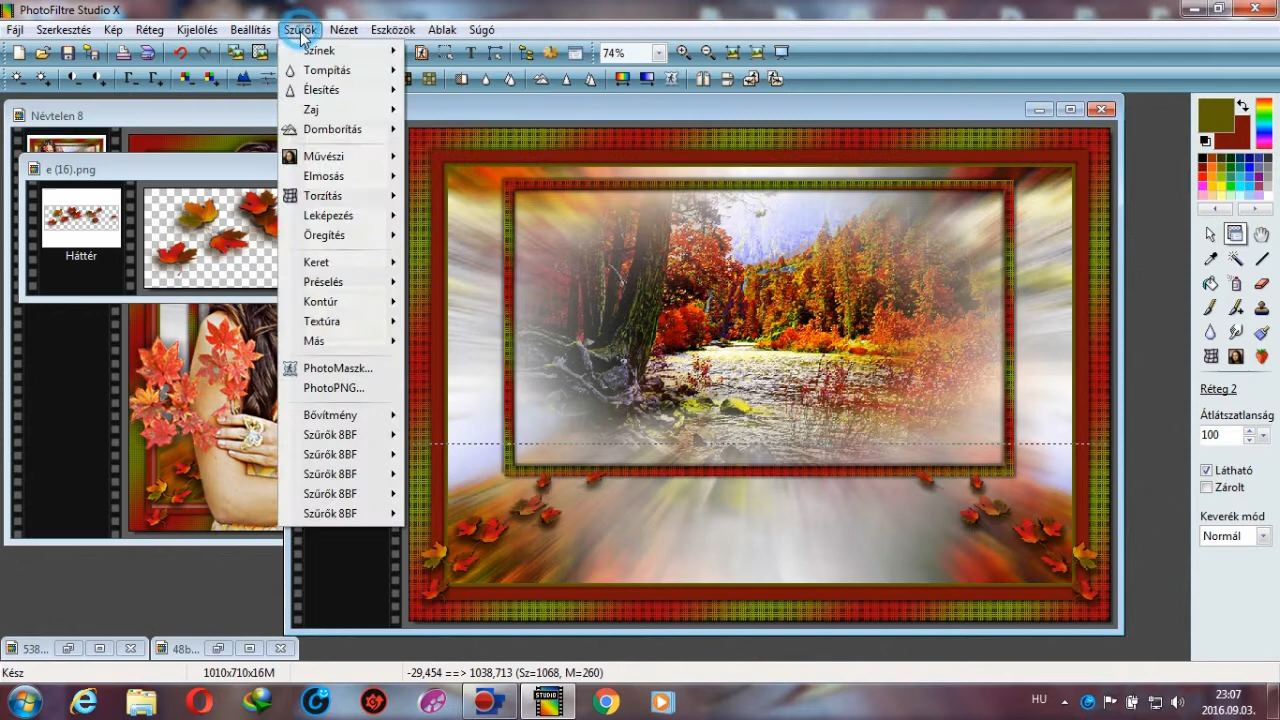 PhotoFiltre Studio X
Fájl Szerkesztés Kép Réteg Kijelölés Beállítás Szűrők Nézet Eszközök Ablak Súgó
74%
Színek
Tompítás
Élesítés
Zaj
Domborítás
Művészi
Elmosás
Torzítás
Leképezés
Öregítés
Keret
Préselés
Kontúr
Textúra
Más
PhotoMaszk...
PhotoPNG...
Bővítmény
Szűrők 8BF
Szűrők 8BF
Szűrők 8BF
Szűrők 8BF
Szűrők 8BF
Névtelen 8
e (16).png
Háttér
Réteg 2
Átlátszatlanság
100
Látható
Zárolt
Keverék mód
Normál
538...
48b...
Kész
1010x710x16M
-29,454 ==> 1038,713 (Sz=1068, M=260)
STUDIO
HU
23:07
2016.09.03.